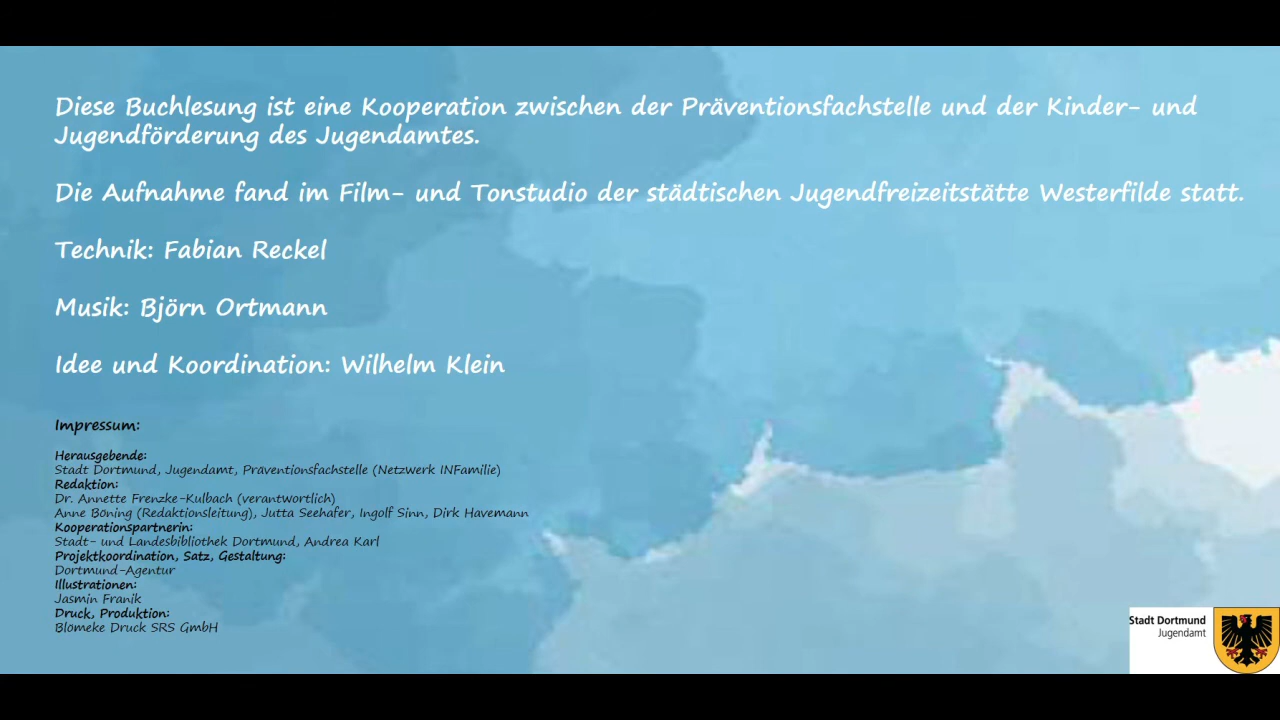 Diese Buchlesung ist eine Kooperation zwischen der Präventionsfachstelle und der Kinder- und
Jugendförderung des Jugendamtes.
Die Aufnahme fand im Film- und Tonstudio der städtischen Jugendfreizeitstätte Westerfilde statt.
Technik: Fabian Reckel
Musik: Björn Ortmann
Idee und Koordination: Wilhelm Klein
Impressum:
Herausgebende:
Stadt Dortmund, Jugendamt, Präventionsfachstelle (Netzwerk INFamilie)
Redaktion:
Dr. Annette Frenzke-Kulbach (verantwortlich)
Anne Böning (Redaktionsleitung), Jutta Seehafer, Ingolf Sinn, Dirk Havemann
Kooperationspartnerin:
Stadt- und Landesbibliothek Dortmund, Andrea Karl
Projektkoordination, Satz, Gestaltung:
Dortmund-Agentur
Illustrationen:
Jasmin Franik
Druck, Produktion:
Blömeke Druck SRS GmbH
Stadt Dortmund
Jugendamt